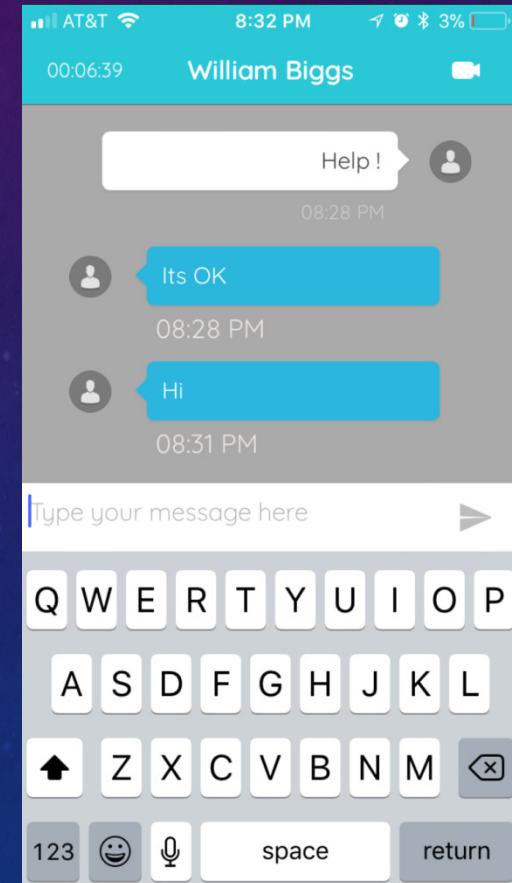 AT&T 8:32 PM 3%
00:06:39 William Biggs
Help !
08:28 PM
Its OK
08:28 PM
Hi
08:31 PM
Type your message here
Q W E R T Y U I O P
A S D F G H J K L
Z X C V B N M
123 space return